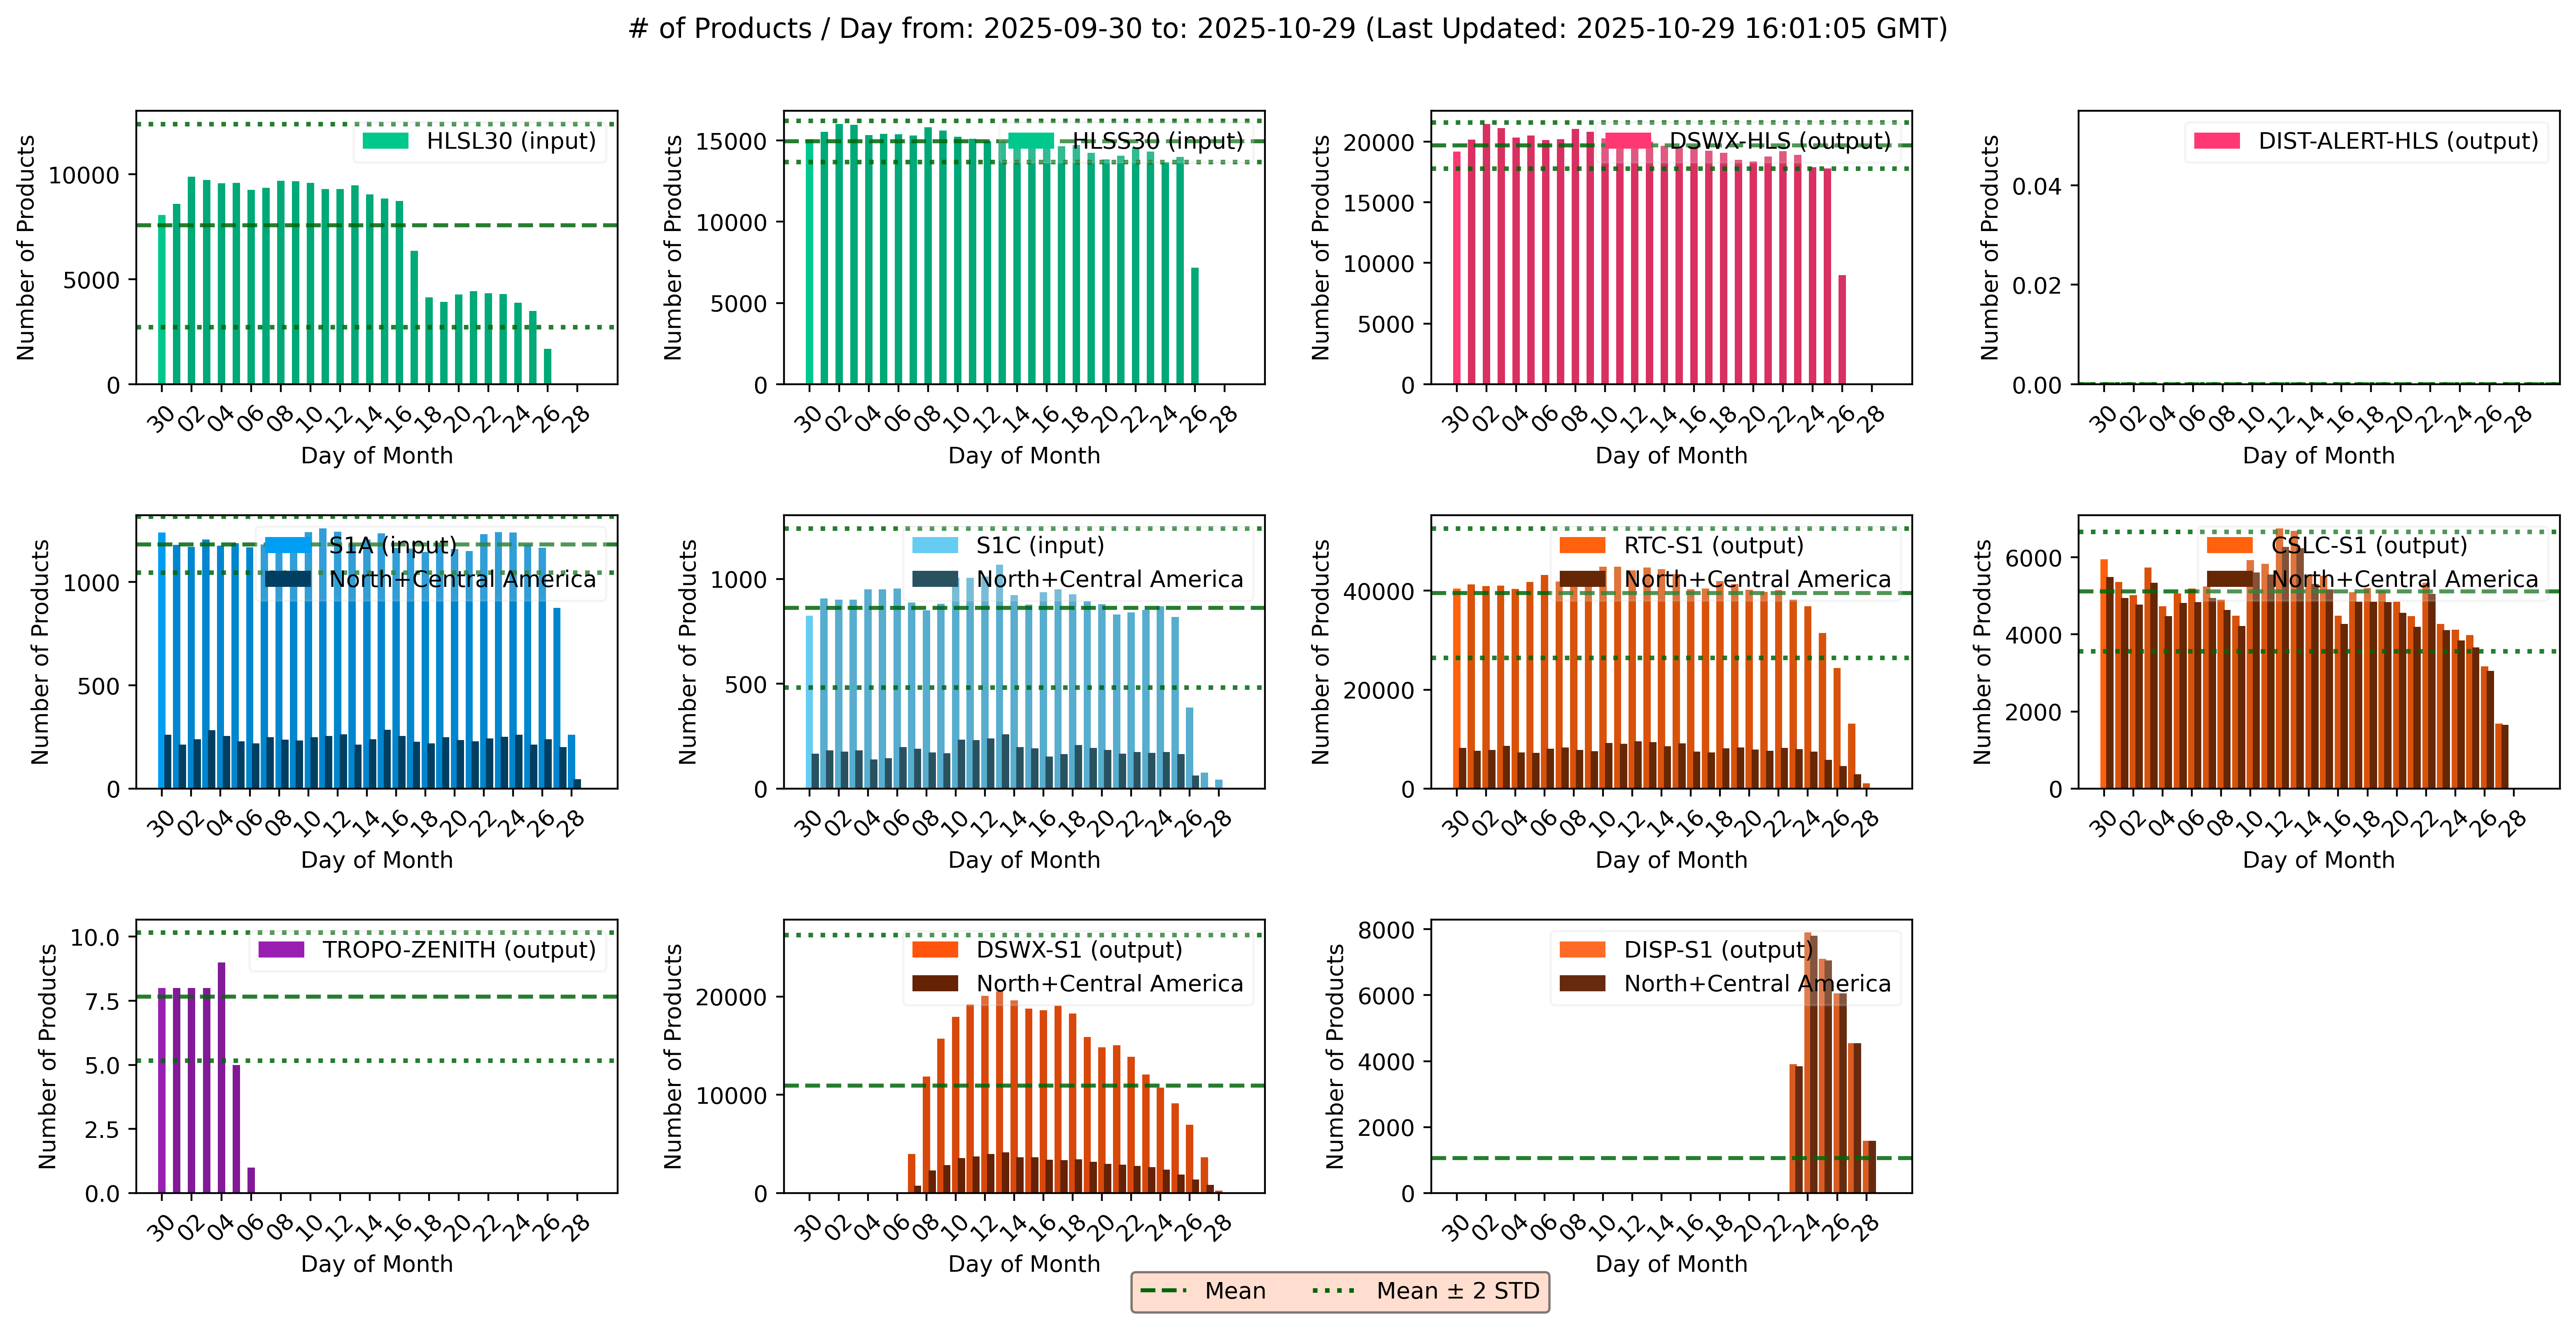 # of Products / Day from: 2025-09-30 to: 2025-10-29 (Last Updated: 2025-10-29 16:01:05 GMT)
HLSL30 (input)
Number of Products
10000
5000
0
30 02 04 06 08 10 12 14 16 18 20 22 24 26 28
Day of Month
HLSS30 (input)
Number of Products
15000
10000
5000
0
30 02 04 06 08 10 12 14 16 18 20 22 24 26 28
Day of Month
DSWX-HLS (output)
Number of Products
20000
15000
10000
5000
0
30 02 04 06 08 10 12 14 16 18 20 22 24 26 28
Day of Month
DIST-ALERT-HLS (output)
Number of Products
0.04
0.02
0.00
30 02 04 06 08 10 12 14 16 18 20 22 24 26 28
Day of Month
S1A (input)
North+Central America
Number of Products
1000
500
0
30 02 04 06 08 10 12 14 16 18 20 22 24 26 28
Day of Month
S1C (input)
North+Central America
Number of Products
1000
500
0
30 02 04 06 08 10 12 14 16 18 20 22 24 26 28
Day of Month
RTC-S1 (output)
North+Central America
Number of Products
40000
20000
0
30 02 04 06 08 10 12 14 16 18 20 22 24 26 28
Day of Month
CSLC-S1 (output)
North+Central America
Number of Products
6000
4000
2000
0
30 02 04 06 08 10 12 14 16 18 20 22 24 26 28
Day of Month
TROPO-ZENITH (output)
Number of Products
10.0
7.5
5.0
2.5
0.0
30 02 04 06 08 10 12 14 16 18 20 22 24 26 28
Day of Month
DSWX-S1 (output)
North+Central America
Number of Products
20000
10000
0
30 02 04 06 08 10 12 14 16 18 20 22 24 26 28
Day of Month
DISP-S1 (output)
North+Central America
Number of Products
8000
6000
4000
2000
0
30 02 04 06 08 10 12 14 16 18 20 22 24 26 28
Day of Month
Mean
Mean ± 2 STD